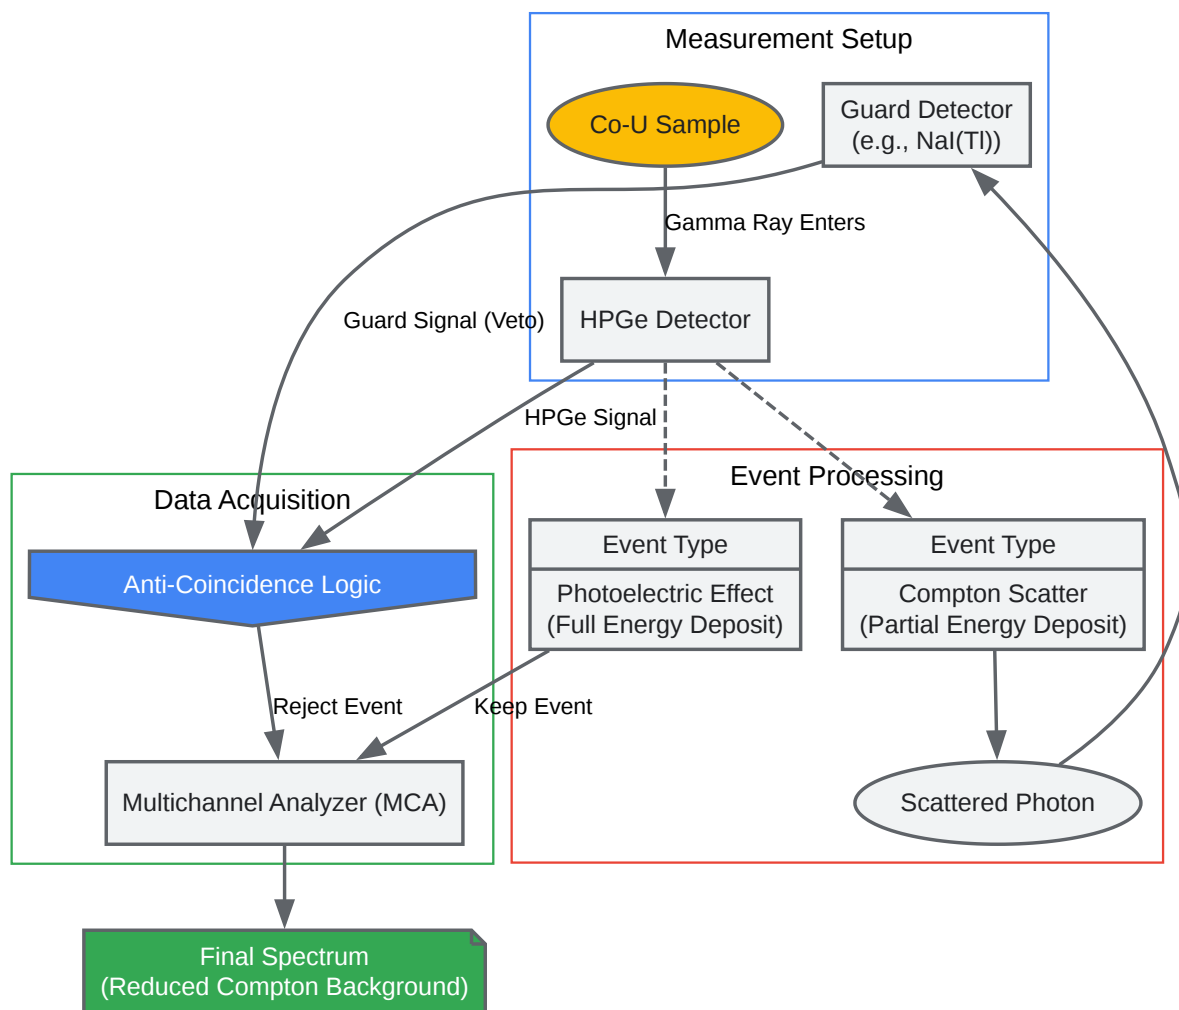 Measurement Setup
Co-U Sample
Guard Detector
(e.g., NaI(Tl))
Gamma Ray Enters
HPGe Detector
Guard Signal (Veto)
HPGe Signal
Data Acquisition
Event Processing
Anti-Coincidence Logic
Event Type
Photoelectric Effect
(Full Energy Deposit)
Event Type
Compton Scatter
(Partial Energy Deposit)
Reject Event
Keep Event
Multichannel Analyzer (MCA)
Scattered Photon
Final Spectrum
(Reduced Compton Background)